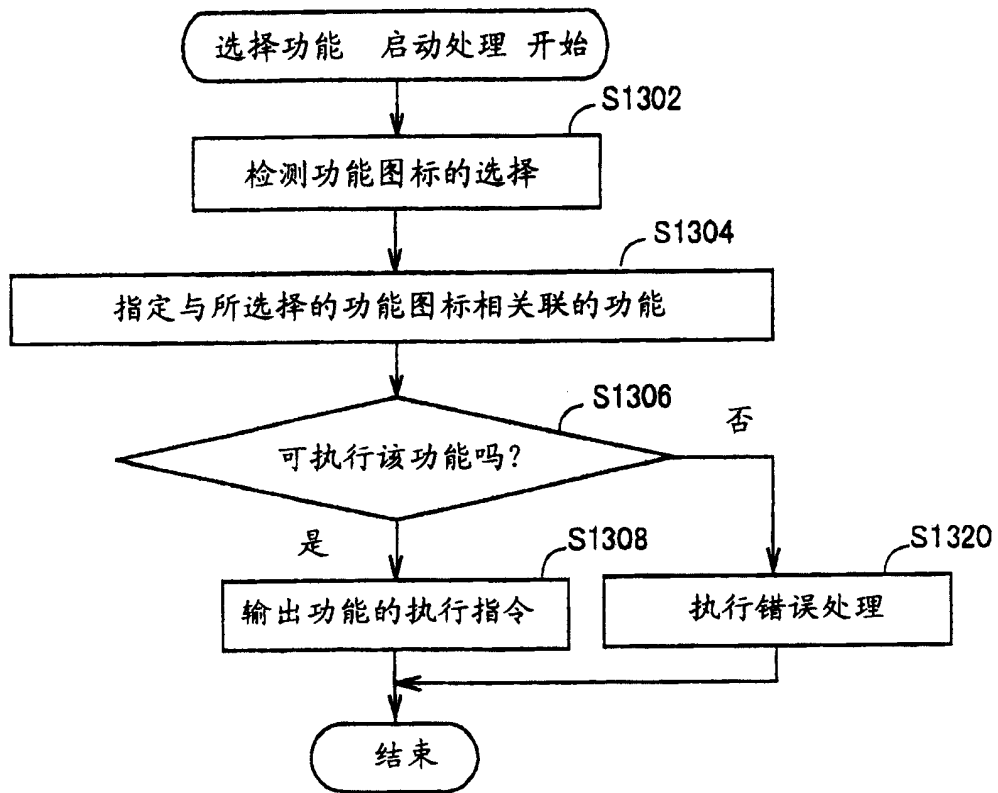 选择功能 启动处理 开始
S1302
检测功能图标的选择
S1304
指定与所选择的功能图标相关联的功能
S1306
可执行该功能吗?
否
是
S1308
输出功能的执行指令
S1320
执行错误处理
结束